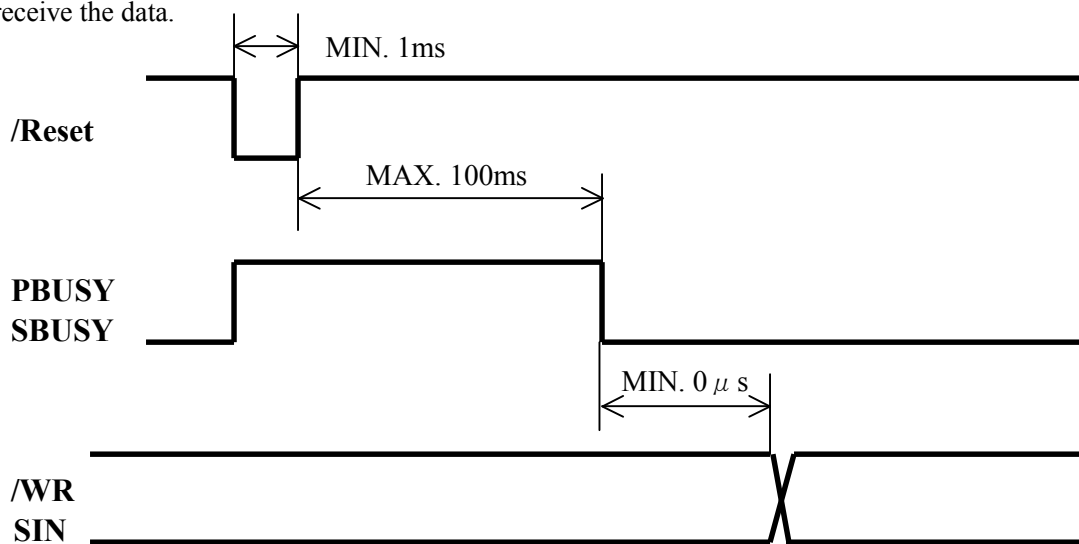 receive the data.
MIN. 1ms
/Reset
MAX. 100ms
PBUSY
SBUSY
MIN. 0 μ s
/WR
SIN